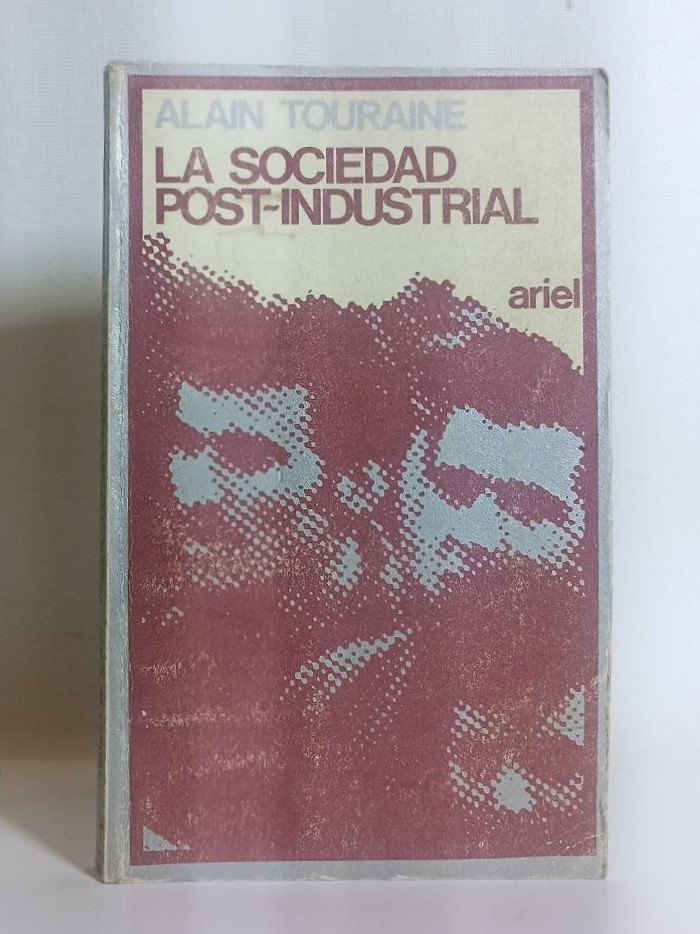 ALAIN TOURAINE
LA SOCIEDAD
POST-INDUSTRIAL
ariel